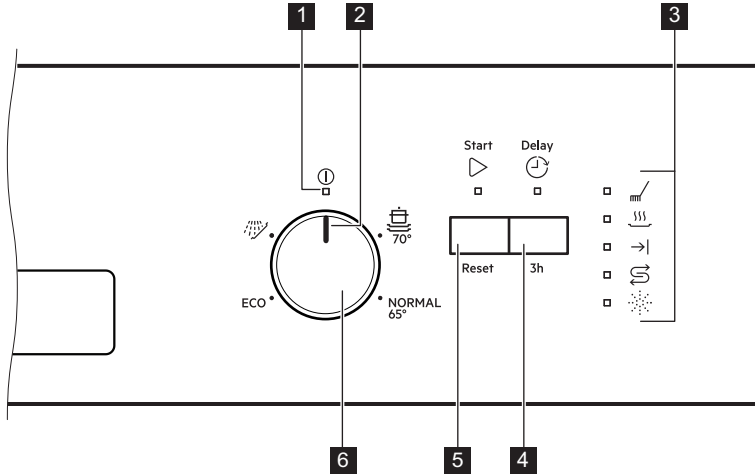 1
2
3
Start
Delay
70°
ECO
NORMAL
65°
Reset
3h
6
5
4